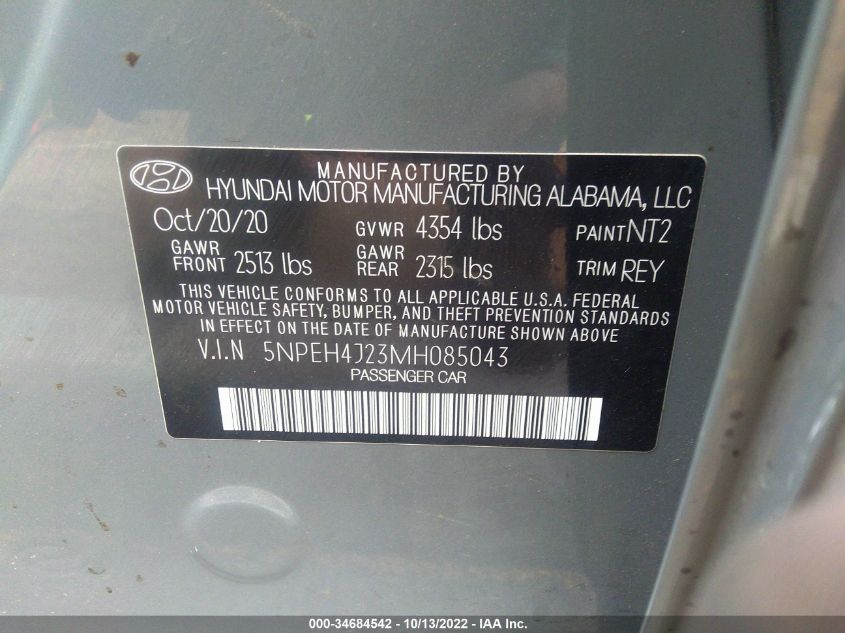 MANUFACTURED BY
HYUNDAI MOTOR MANUFACTURING ALABAMA, LLC
Oct/20/20 GVWR 4354 lbs PAINT NT2
GAWR FRONT 2513 lbs GAWR REAR 2315 lbs TRIM REY
THIS VEHICLE CONFORMS TO ALL APPLICABLE U.S.A. FEDERAL
MOTOR VEHICLE SAFETY, BUMPER, AND THEFT PREVENTION STANDARDS
IN EFFECT ON THE DATE OF MANUFACTURE SHOWN ABOVE
V.I.N 5NPEH4J23MH085043
PASSENGER CAR
000-34684542 / 10/13/2022 - IAA Inc.